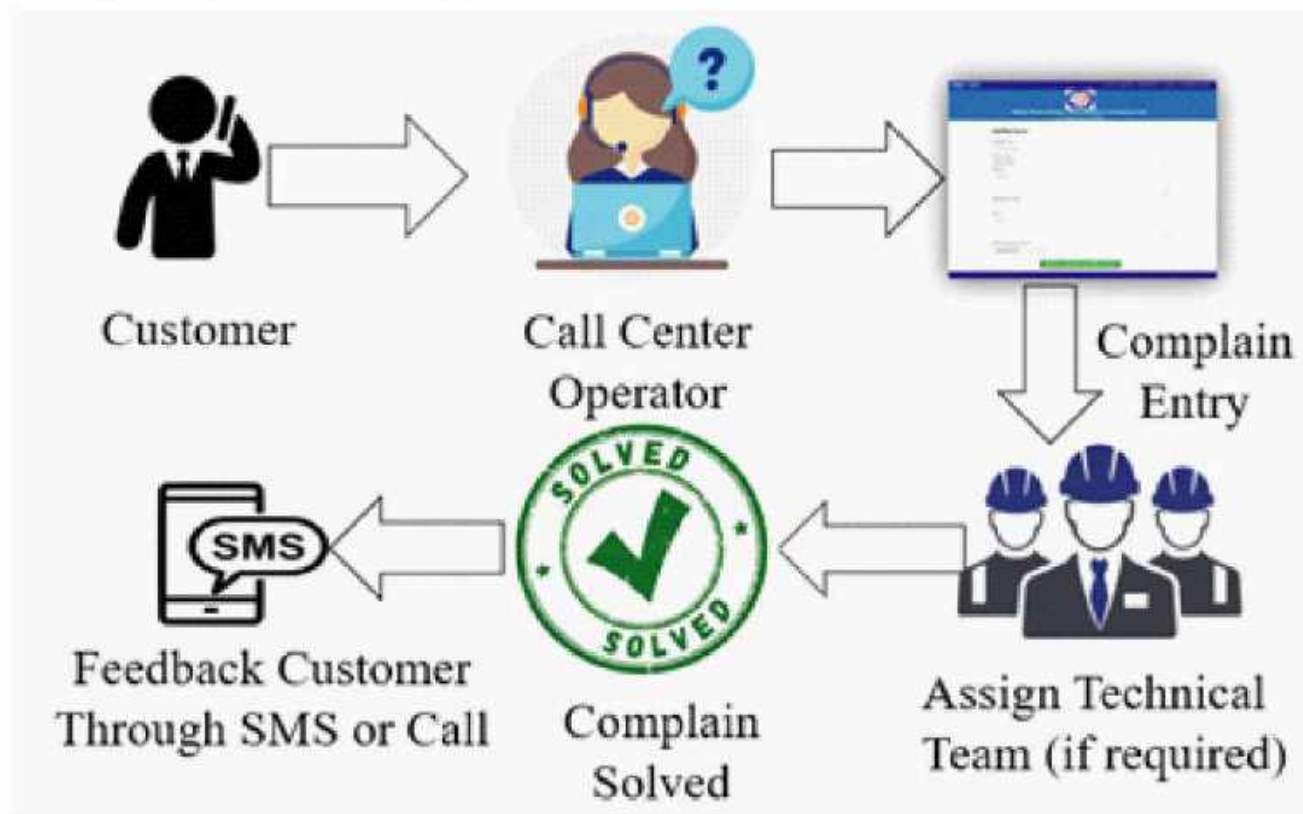 ?
Customer
Call Center
Operator
Complain
Entry
Assign Technical
Team (if required)
SOLVED
SOLVED
Complain
Solved
SMS
Feedback Customer
Through SMS or Call